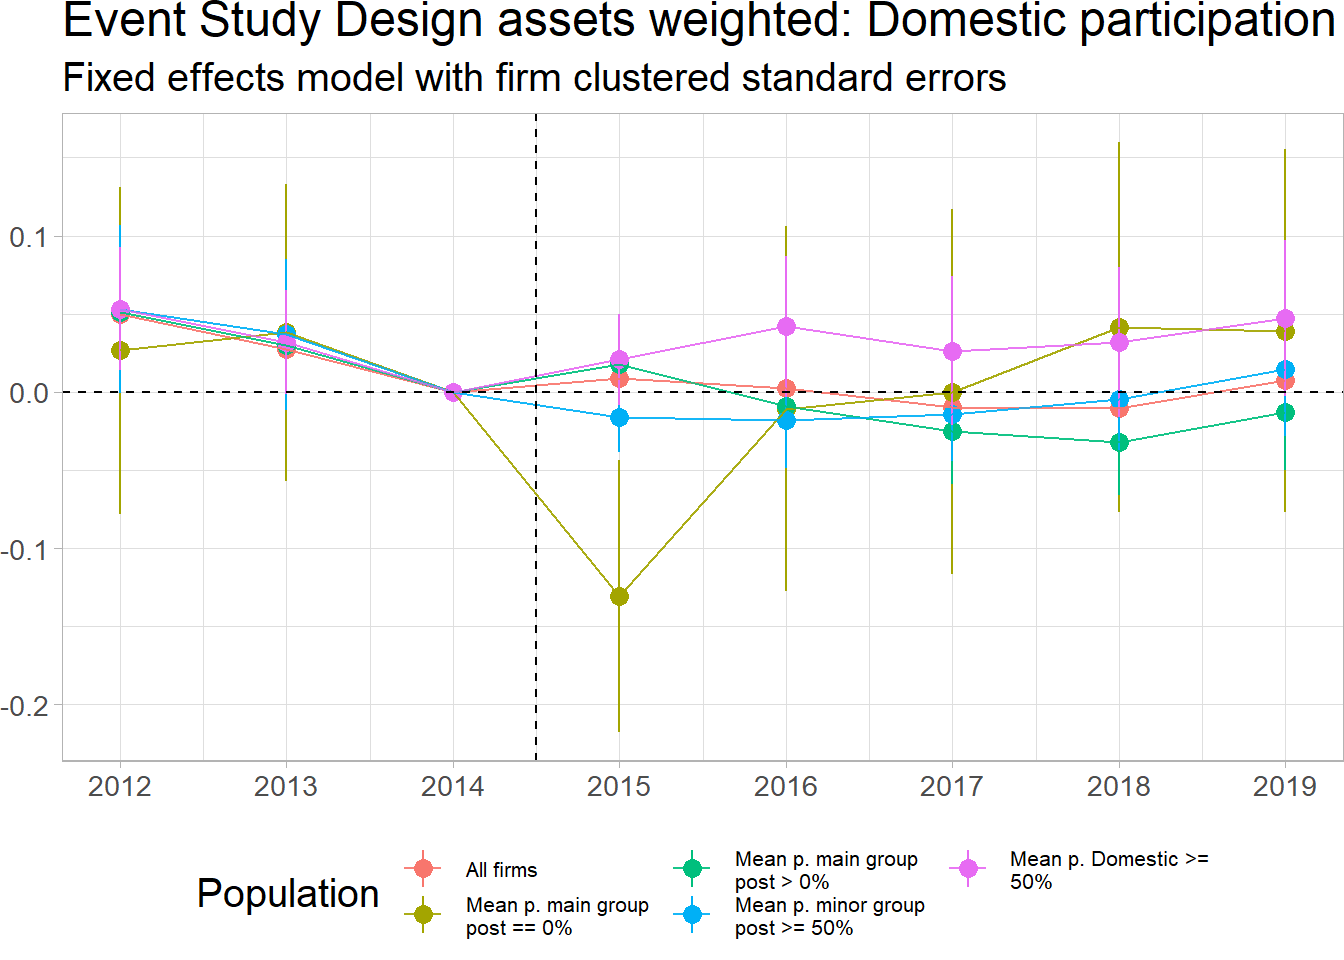 Event Study Design assets weighted: Domestic participation
Fixed effects model with firm clustered standard errors
0.1
0.0
-0.1
-0.2
2012 2013 2014 2015 2016 2017 2018 2019
Population
All firms
Mean p. main group
post == 0%
Mean p. main group
post > 0%
Mean p. minor group
post >= 50%
Mean p. Domestic >=
50%